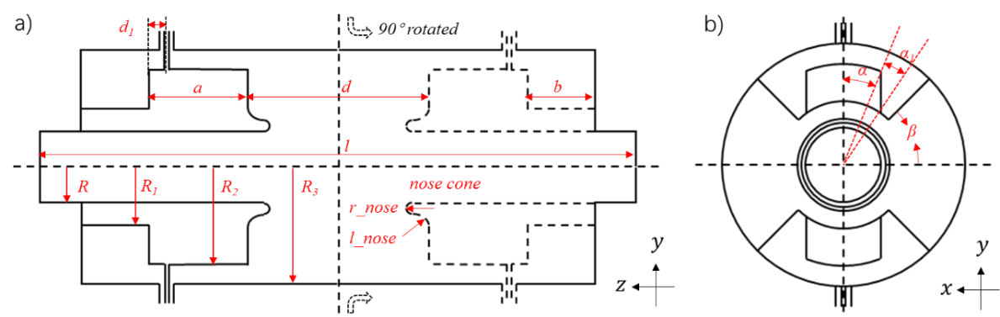 a)
d₁
90° rotated
b)
a
d
b
α
α₁
β
l
R
R₁
R₂
R₃
nose cone
r_nose
l_nose
y
z
y
x